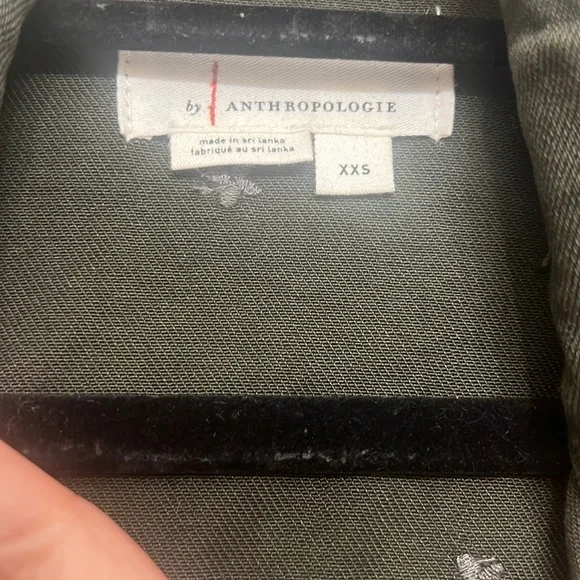 by ANTHROPOLOGIE
made in sri lanka
fabriqué au sri lanka
XXS